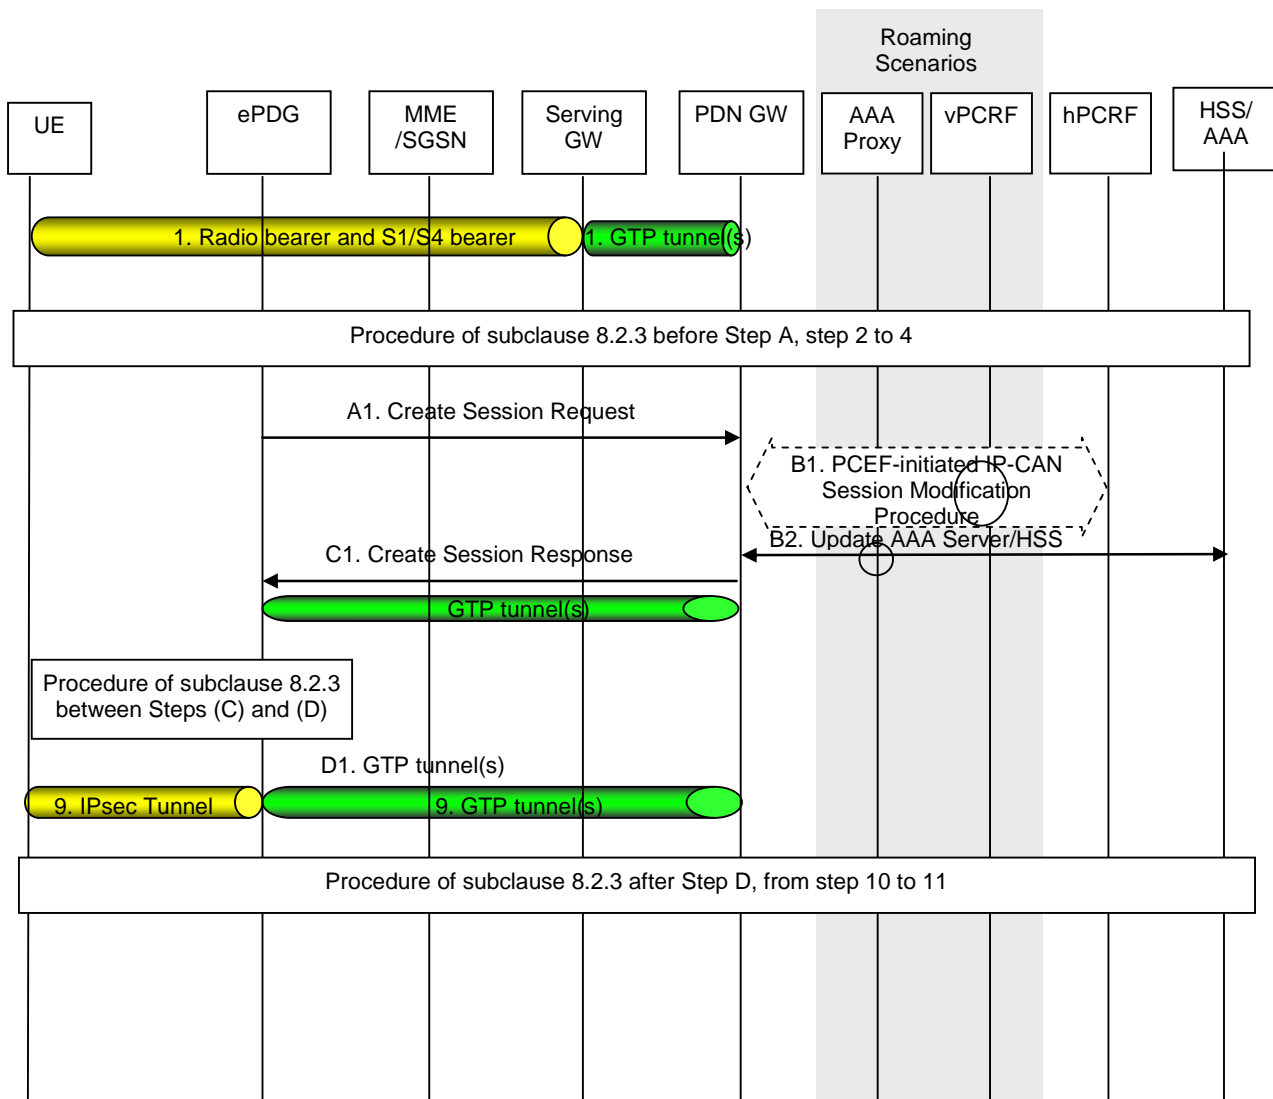 Roaming
Scenarios
UE
ePDG
MME
/SGSN
Serving
GW
PDN GW
AAA
Proxy
vPCRF
hPCRF
HSS/
AAA
1. Radio bearer and S1/S4 bearer
1. GTP tunnel(s)
Procedure of subclause 8.2.3 before Step A, step 2 to 4
A1. Create Session Request
B1. PCEF-initiated IP-CAN
Session Modification
Procedure
B2. Update AAA Server/HSS
C1. Create Session Response
GTP tunnel(s)
Procedure of subclause 8.2.3
between Steps (C) and (D)
D1. GTP tunnel(s)
9. IPsec Tunnel
9. GTP tunnel(s)
Procedure of subclause 8.2.3 after Step D, from step 10 to 11